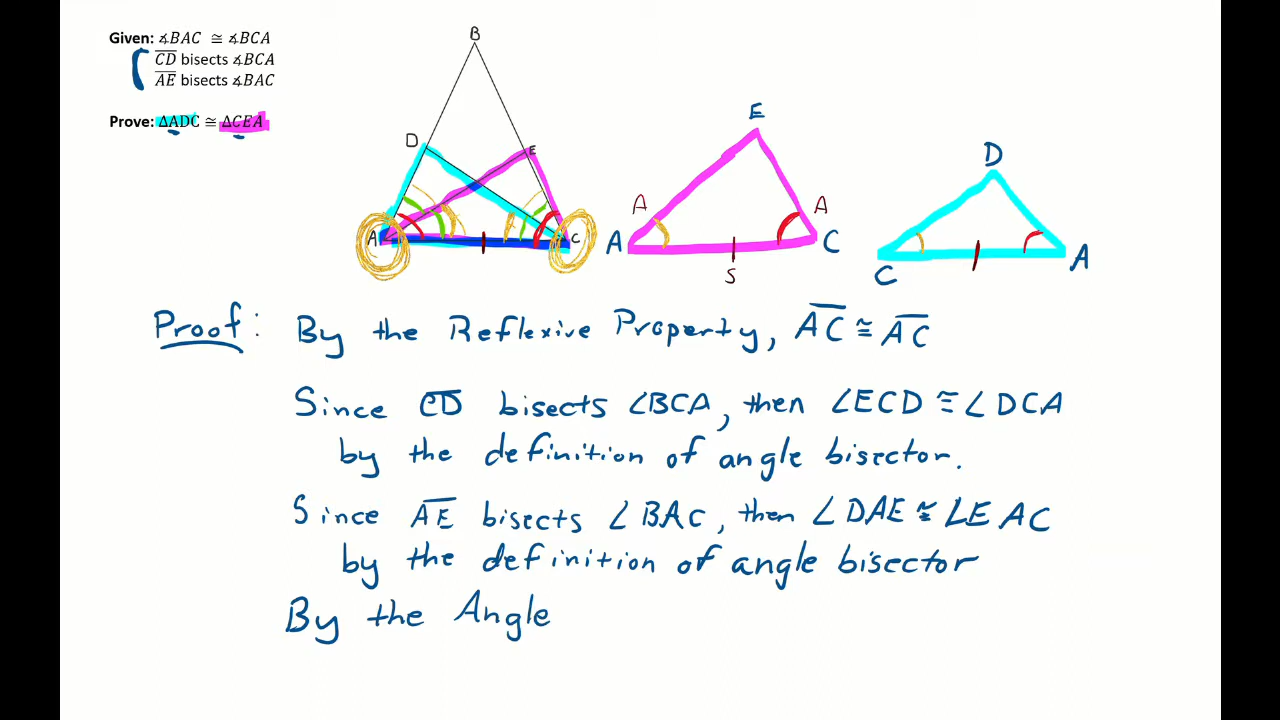 Given: ∡BAC ≅ ∡BCA
CD bisects ∡BCA
AE bisects ∡BAC
Prove: ΔADC ≅ ΔCEA
B
D
E
A
C
E
A
A
A
C
S
D
C
A
Proof: By the Reflexive Property, AC ≅ AC
Since CD bisects ∠BCA, then ∠ECD ≅ ∠DCA
by the definition of angle bisector.
Since AE bisects ∠BAC, then ∠DAE ≅ ∠EAC
by the definition of angle bisector
By the Angle